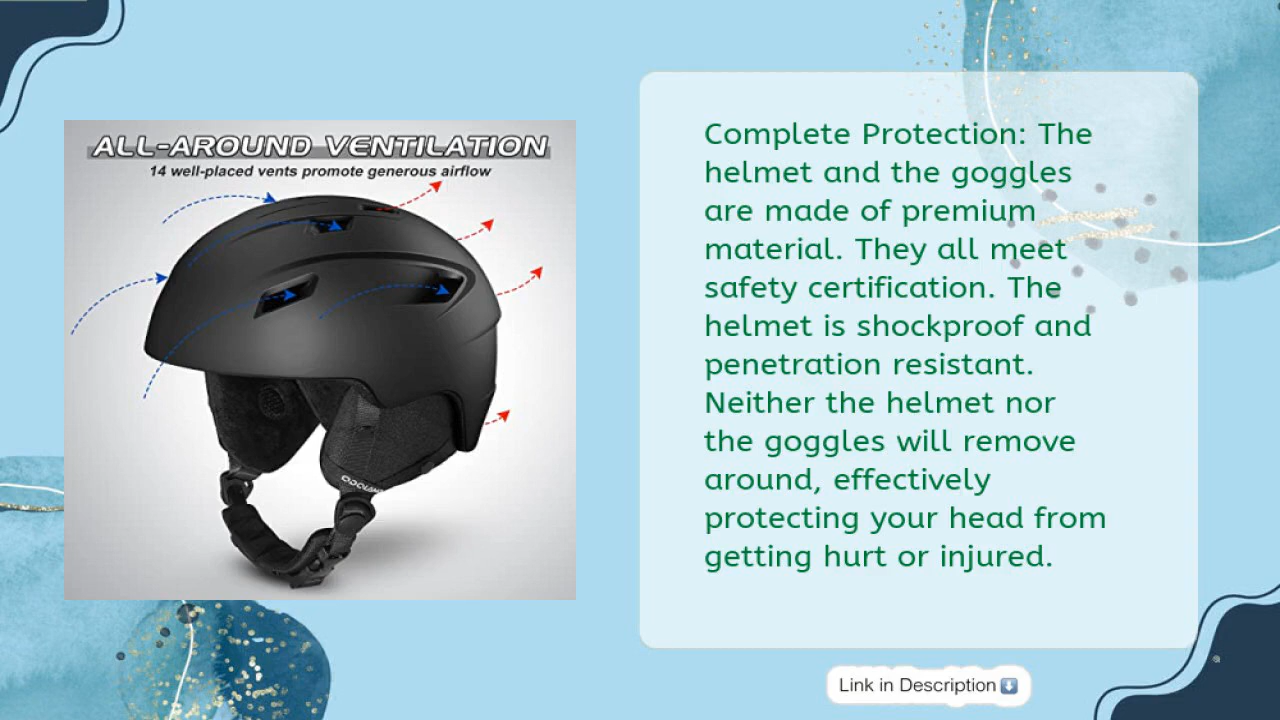 ALL-AROUND VENTILATION
14 well-placed vents promote generous airflow
ODOLAND
Complete Protection: The
helmet and the goggles
are made of premium
material. They all meet
safety certification. The
helmet is shockproof and
penetration resistant.
Neither the helmet nor
the goggles will remove
around, effectively
protecting your head from
getting hurt or injured.
Link in Description